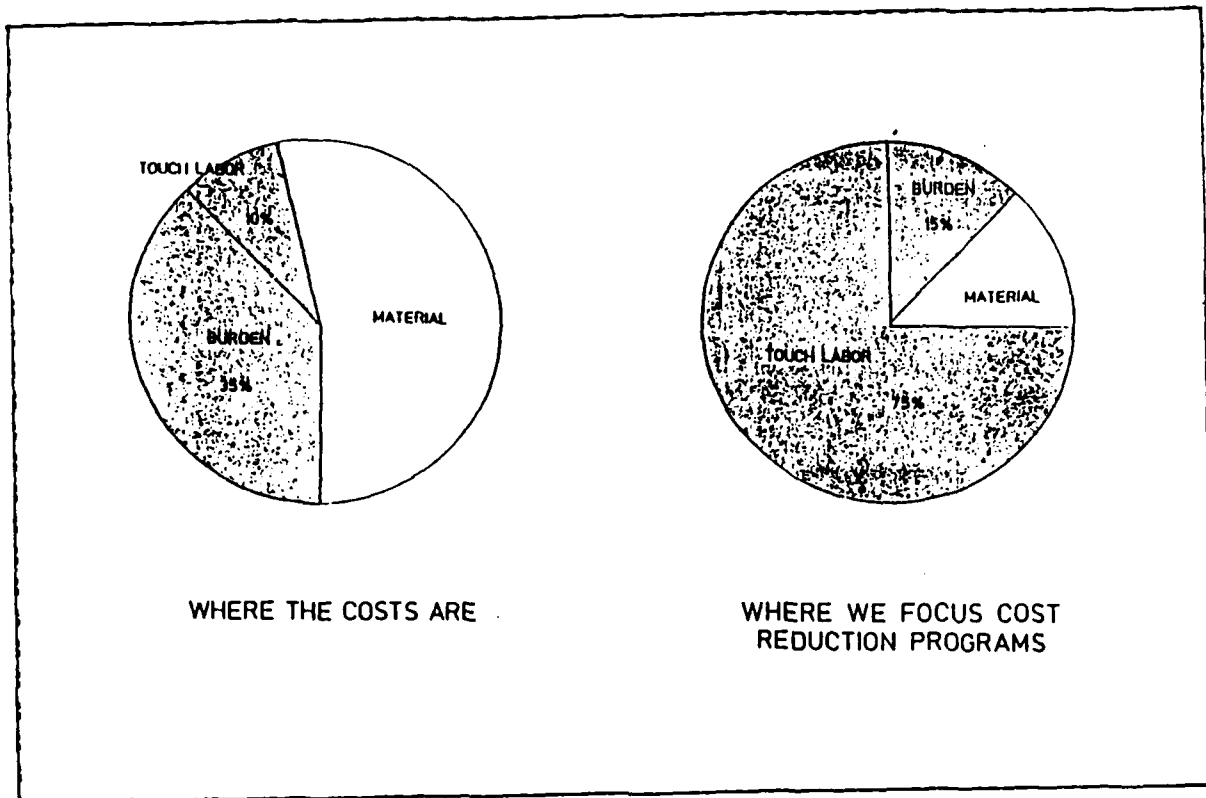 TOUCH LABOR
10%
MATERIAL
BURDEN
35%
WHERE THE COSTS ARE
BURDEN
15%
MATERIAL
TOUCH LABOR
75%
WHERE WE FOCUS COST
REDUCTION PROGRAMS